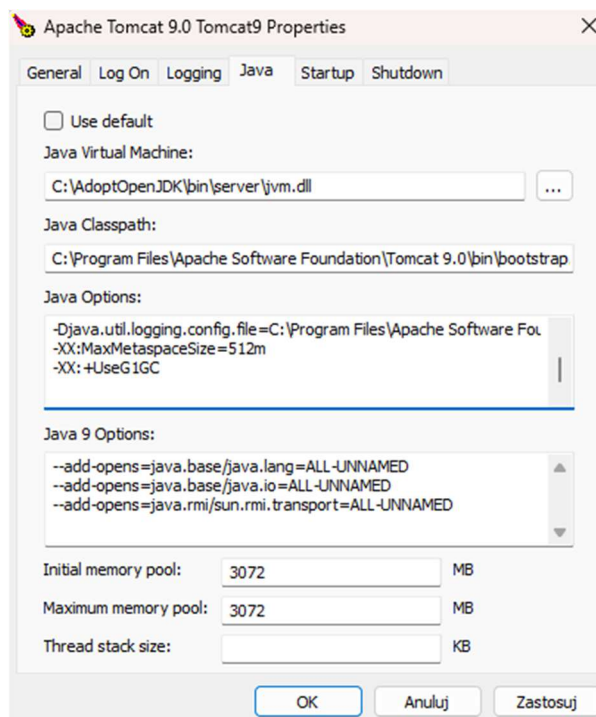 Apache Tomcat 9.0 Tomcat9 Properties
General Log On Logging Java Startup Shutdown
Use default
Java Virtual Machine:
C:\AdoptOpenJDK\bin\server\jvm.dll ...
Java Classpath:
C:\Program Files\Apache Software Foundation\Tomcat 9.0\bin\bootstrap
Java Options:
-Djava.util.logging.config.file=C:\Program Files\Apache Software Fou
-XX:MaxMetaspaceSize=512m
-XX:+UseG1GC
Java 9 Options:
--add-opens=java.base/java.lang=ALL-UNNAMED
--add-opens=java.base/java.io=ALL-UNNAMED
--add-opens=java.rmi/sun.rmi.transport=ALL-UNNAMED
Initial memory pool: 3072 MB
Maximum memory pool: 3072 MB
Thread stack size: KB
OK Anuluj Zastosuj